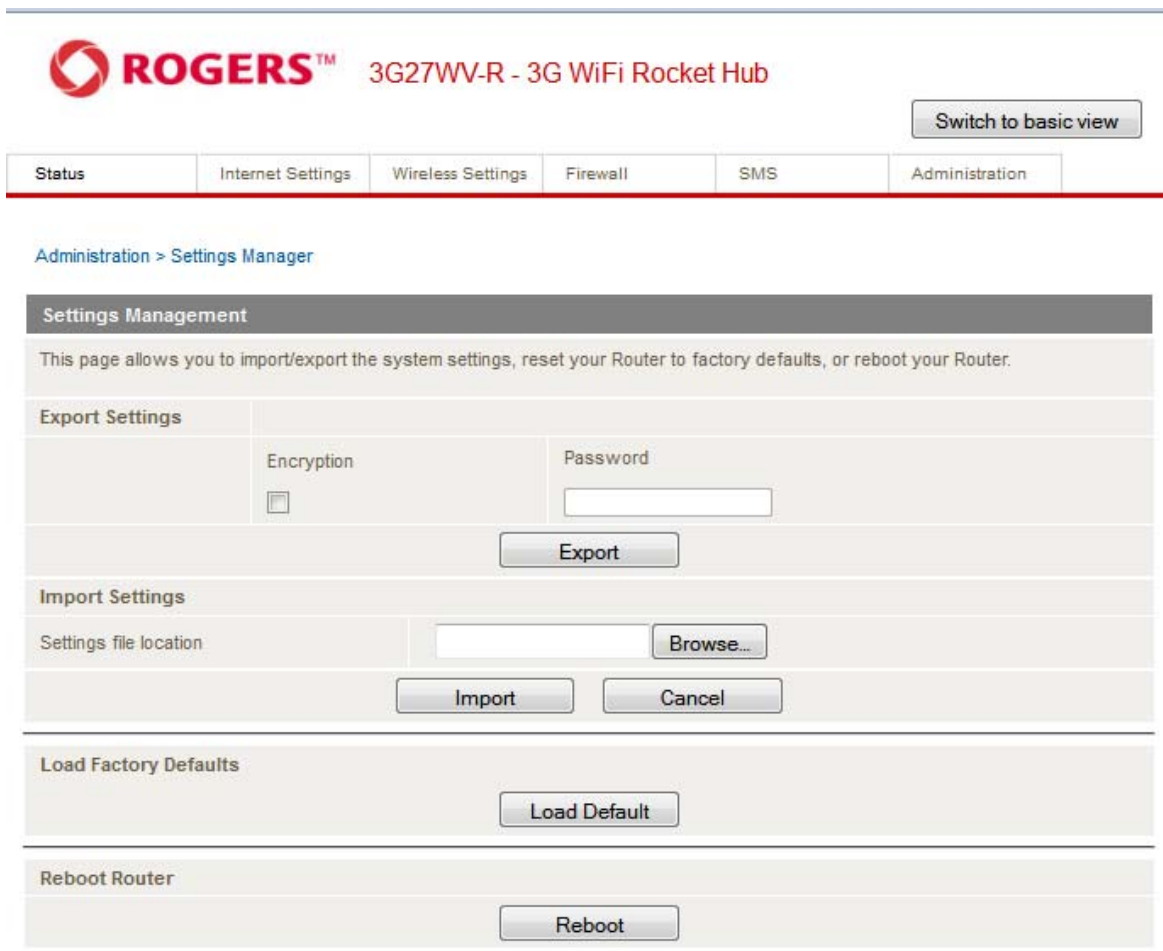 ROGERS™ 3G27WV-R - 3G WiFi Rocket Hub
Switch to basic view
Status Internet Settings Wireless Settings Firewall SMS Administration
Administration > Settings Manager
Settings Management
This page allows you to import/export the system settings, reset your Router to factory defaults, or reboot your Router.
Export Settings
Encryption Password
Export
Import Settings
Settings file location Browse...
Import Cancel
Load Factory Defaults
Load Default
Reboot Router
Reboot